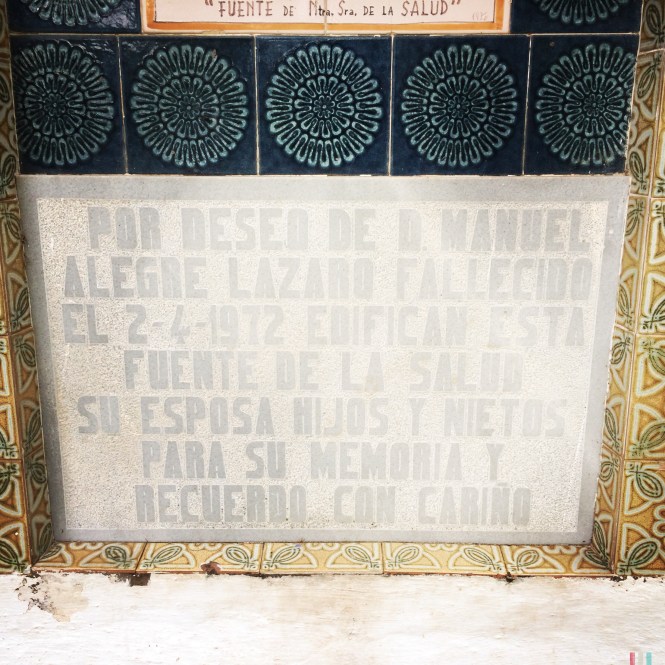 "FUENTE DE Ntra. Sra. DE LA SALUD"
POR DESEO DE D. MANUEL
ALEGRE LAZARO FALLECIDO
EL 2-4-1972 EDIFICAN ESTA
FUENTE DE LA SALUD
SU ESPOSA HIJOS Y NIETOS
PARA SU MEMORIA Y
RECUERDO CON CARIÑO